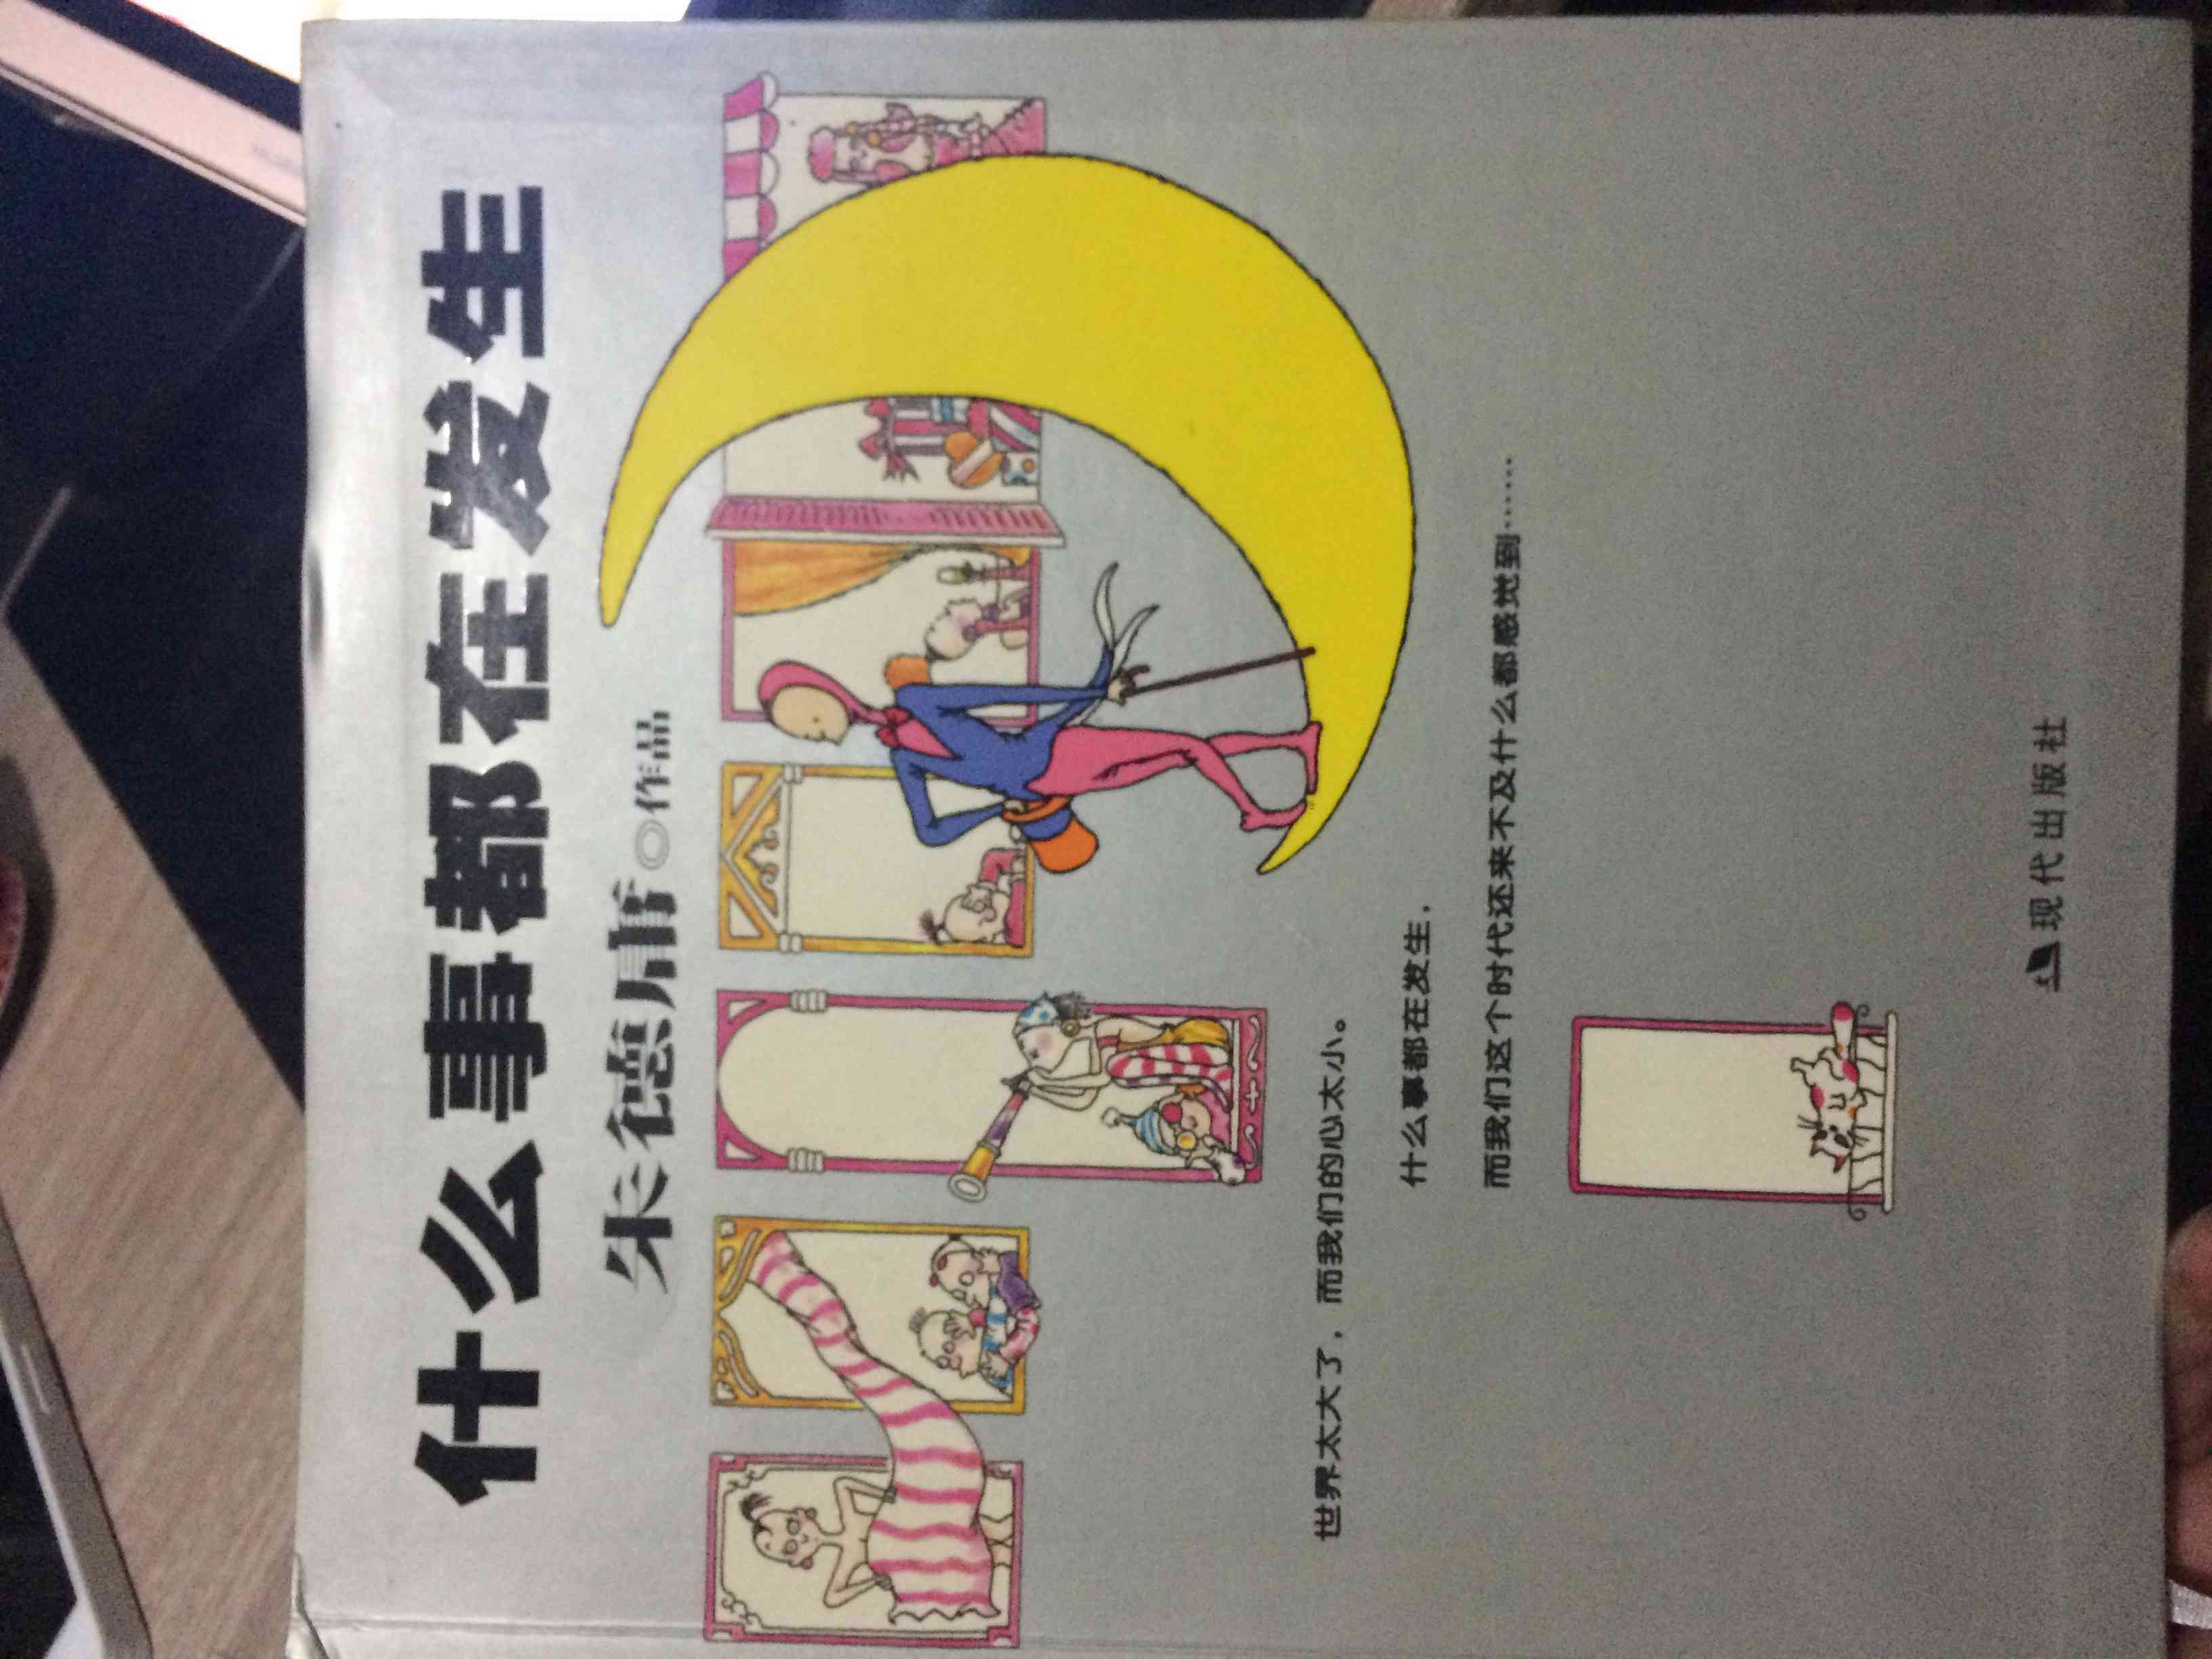 什么事都在发生
朱德庸◎作品
世界太大了，而我们的心太小。
什么事都在发生，
而我们这个时代还来不及什么都感觉到……
现代出版社